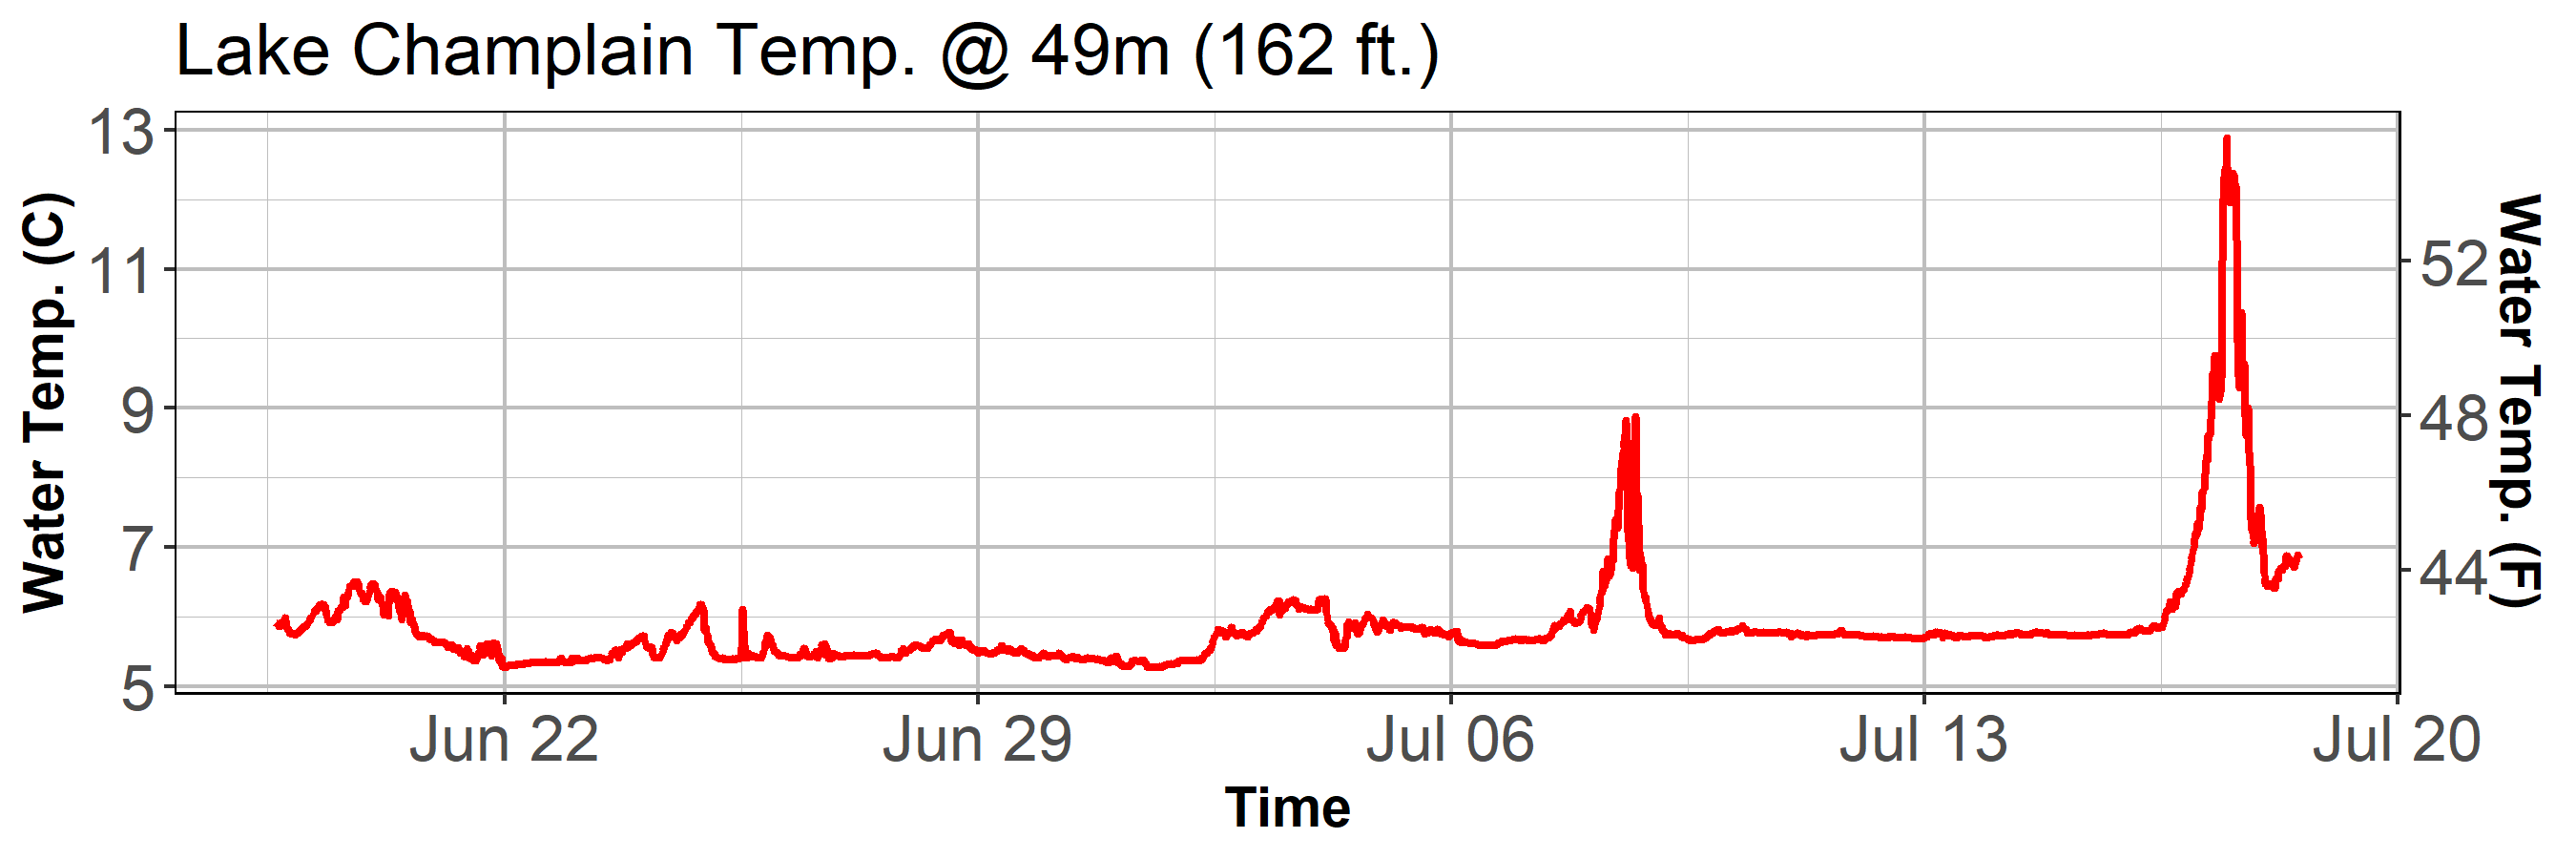 Lake Champlain Temp. @ 49m (162 ft.)
Water Temp. (C)
13
11
9
7
5
52
48
44
Water Temp. (F)
Jun 22 Jun 29 Jul 06 Jul 13 Jul 20
Time